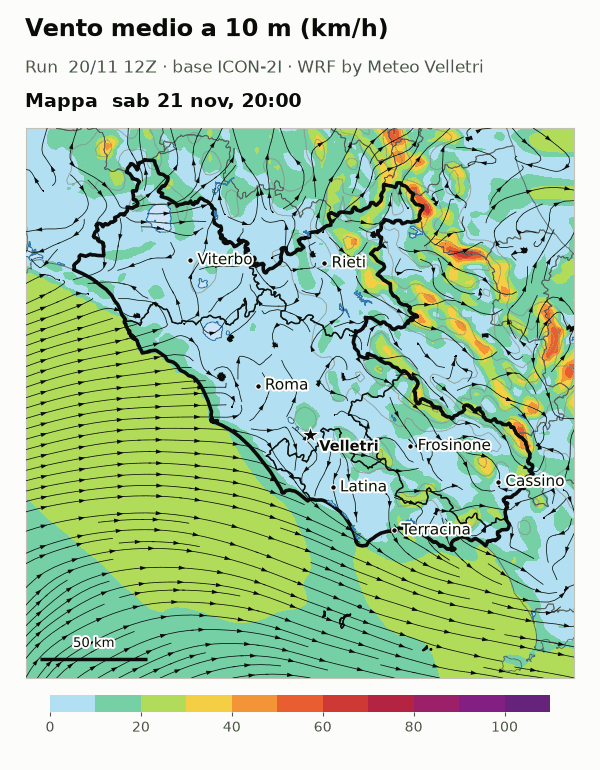 Vento medio a 10 m (km/h)
Run  20/11 12Z · base ICON-2I · WRF by Meteo Velletri
Mappa  sab 21 nov, 20:00
Viterbo
Rieti
Roma
Velletri
Frosinone
Latina
Cassino
Terracina
50 km
0 20 40 60 80 100